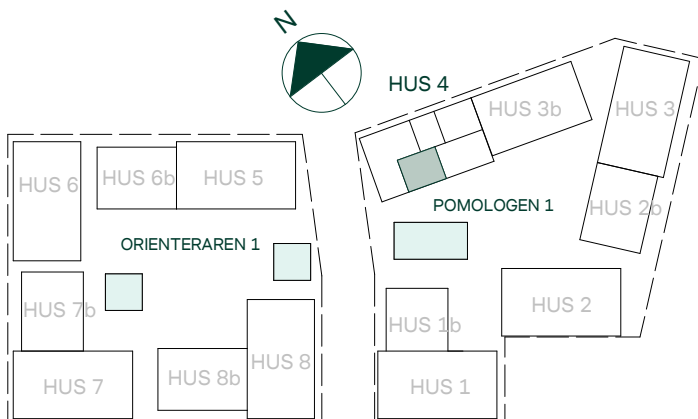 N
HUS 4
HUS 3b
HUS 3
HUS 6
HUS 6b
HUS 5
HUS 2b
POMOLOGEN 1
ORIENTERAREN 1
HUS 7b
HUS 2
HUS 1b
HUS 8
HUS 8b
HUS 7
HUS 1